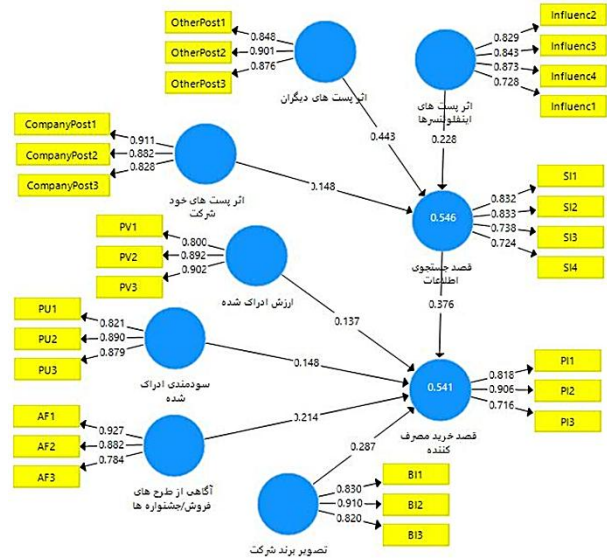 OtherPost1
OtherPost2
OtherPost3
0.848
0.901
0.876
اثر پست های دیگران
0.443
Influenc2
Influenc3
Influenc4
Influenc1
0.829
0.843
0.873
0.728
اثر پست های
اینفلوئنسرها
0.228
CompanyPost1
CompanyPost2
CompanyPost3
0.911
0.882
0.828
اثر پست های خود
شرکت
0.148
0.546
قصد جستجوی
اطلاعات
0.832
0.833
0.738
0.724
SI1
SI2
SI3
SI4
0.376
PV1
PV2
PV3
0.800
0.892
0.902
ارزش ادراک شده
0.137
PU1
PU2
PU3
0.821
0.890
0.879
سودمندی ادراک
شده
0.148
0.541
قصد خرید مصرف
کننده
0.818
0.906
0.716
PI1
PI2
PI3
AF1
AF2
AF3
0.927
0.882
0.784
آگاهی از طرح های
فروش/جشنواره ها
0.214
0.287
تصویر برند شرکت
0.830
0.910
0.820
BI1
BI2
BI3